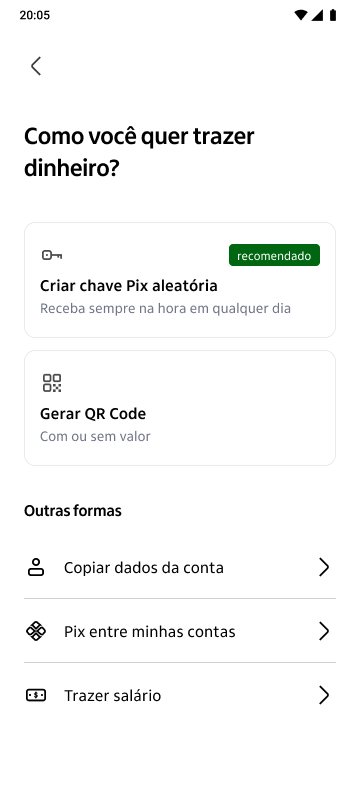 20:05
Como você quer trazer
dinheiro?
recomendado
Criar chave Pix aleatória
Receba sempre na hora em qualquer dia
Gerar QR Code
Com ou sem valor
Outras formas
Copiar dados da conta
Pix entre minhas contas
Trazer salário